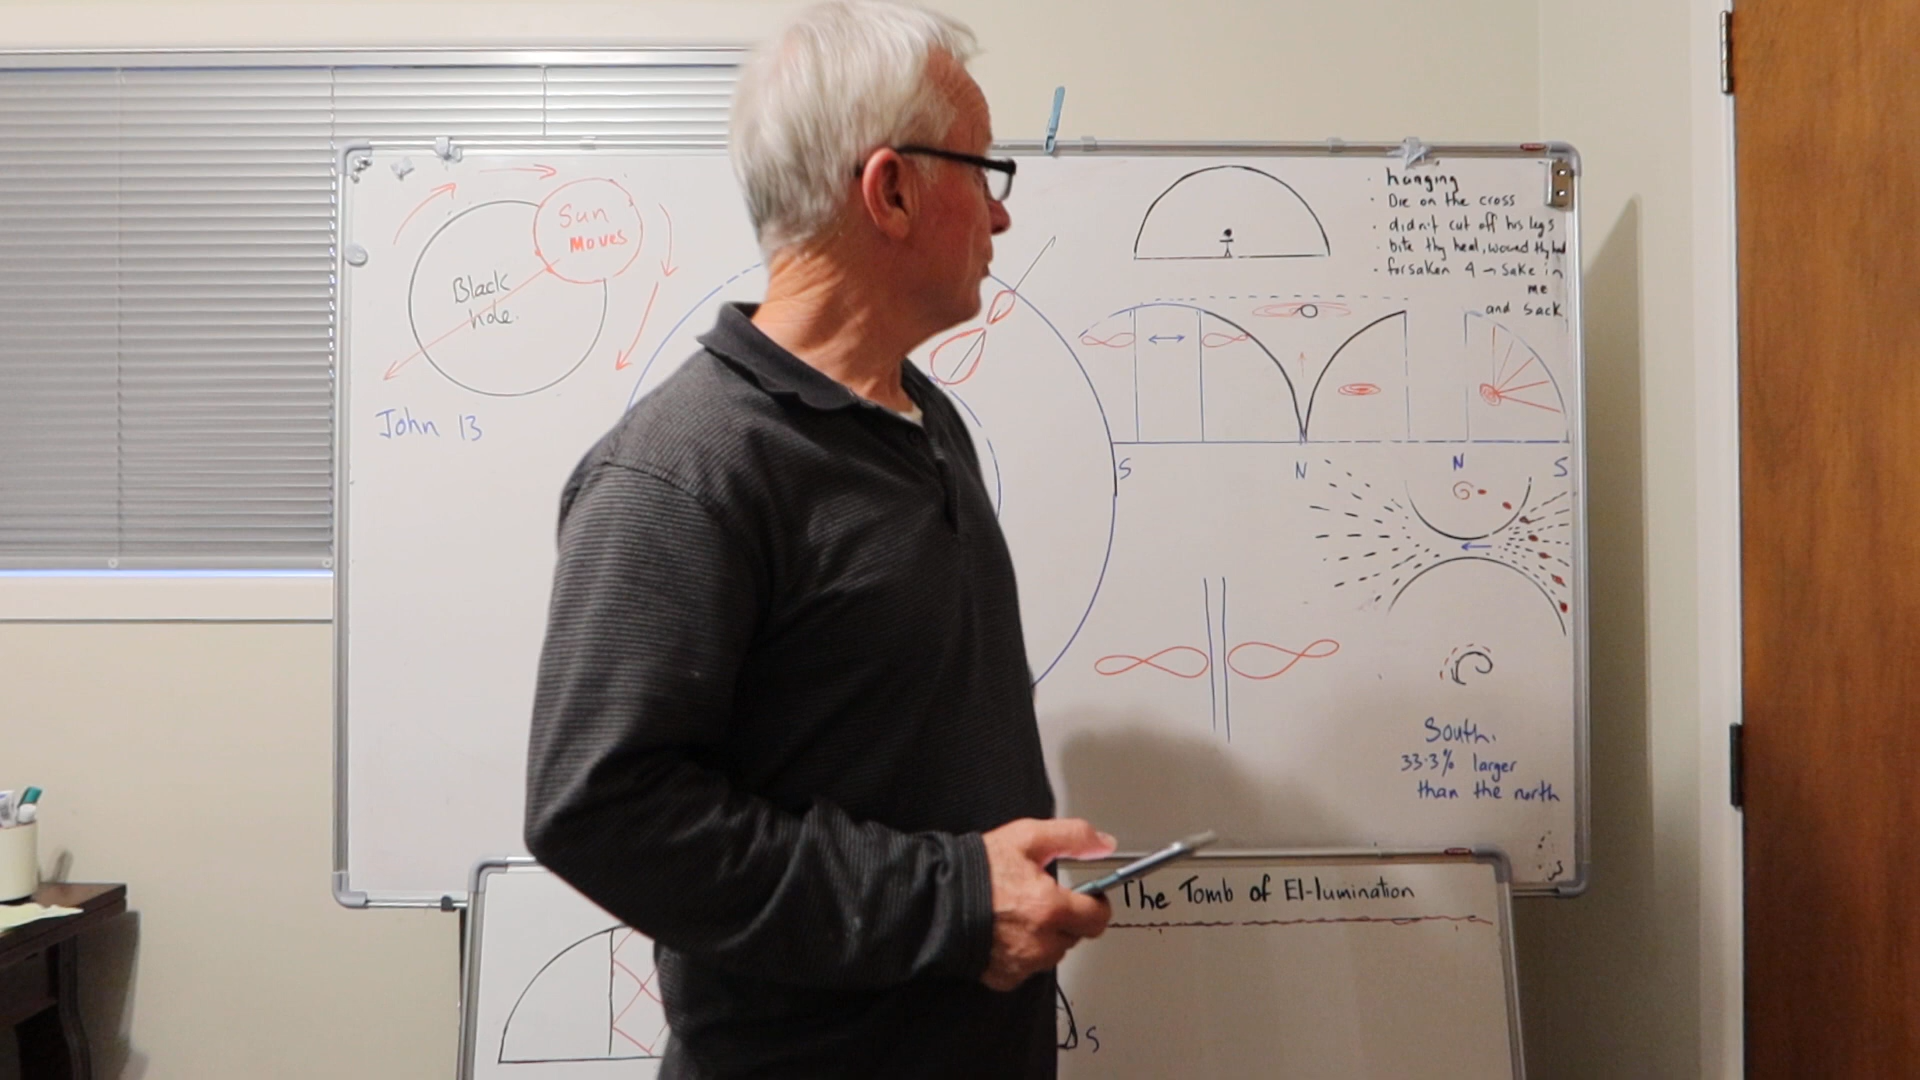 Sun
Moves
Black
hole.
John 13
hanging
Die on the cross
didn't cut off his legs
bite thy heel, wound thy head
forsaken 4 → sake in
me
and sack
S
N
N
S
G
South.
33.3% larger
than the north
The Tomb of El-lumination
S